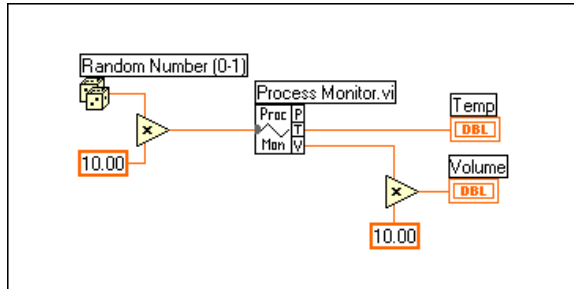 Random Number (0-1)
Process Monitor.vi
Proc P
T
Mon V
Temp
DBL
x
10.00
Volume
DBL
x
10.00